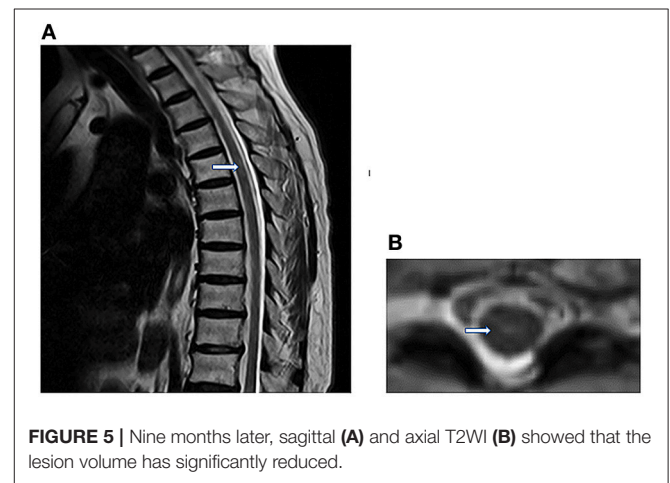 A
B
FIGURE 5 | Nine months later, sagittal (A) and axial T2WI (B) showed that the
lesion volume has significantly reduced.